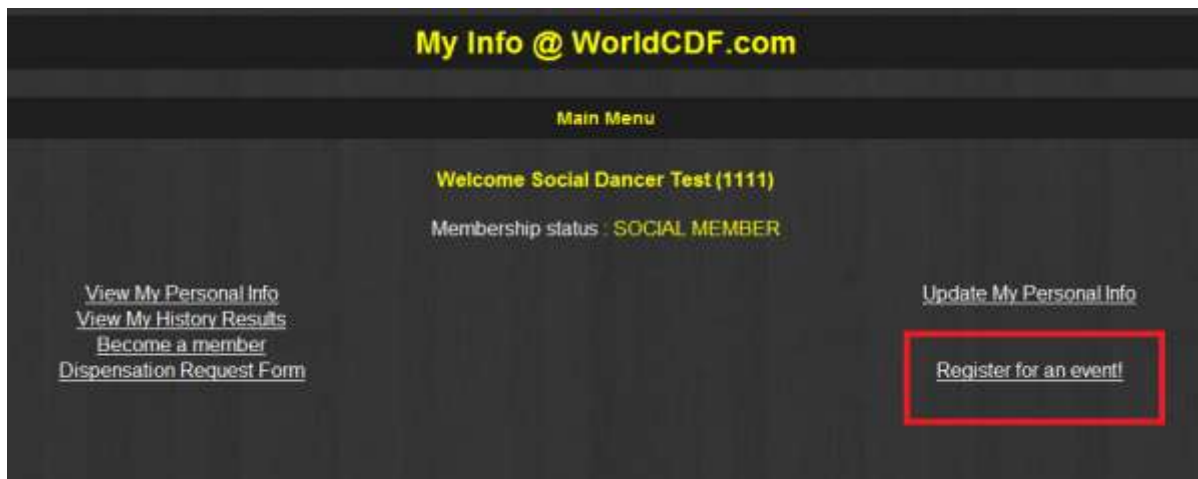 My Info @ WorldCDF.com
Main Menu
Welcome Social Dancer Test (1111)
Membership status : SOCIAL MEMBER
View My Personal Info
View My History Results
Become a member
Dispensation Request Form
Update My Personal Info
Register for an event!